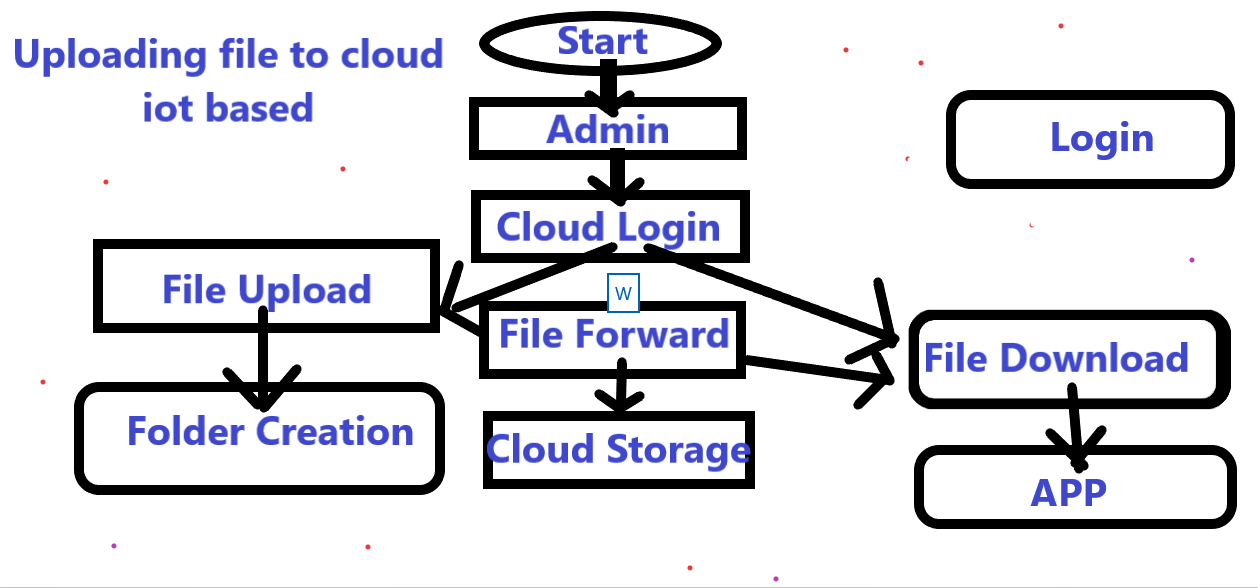 Uploading file to cloud
iot based
Start
Admin
Login
Cloud Login
File Upload
W
File Forward
File Download
Folder Creation
Cloud Storage
APP